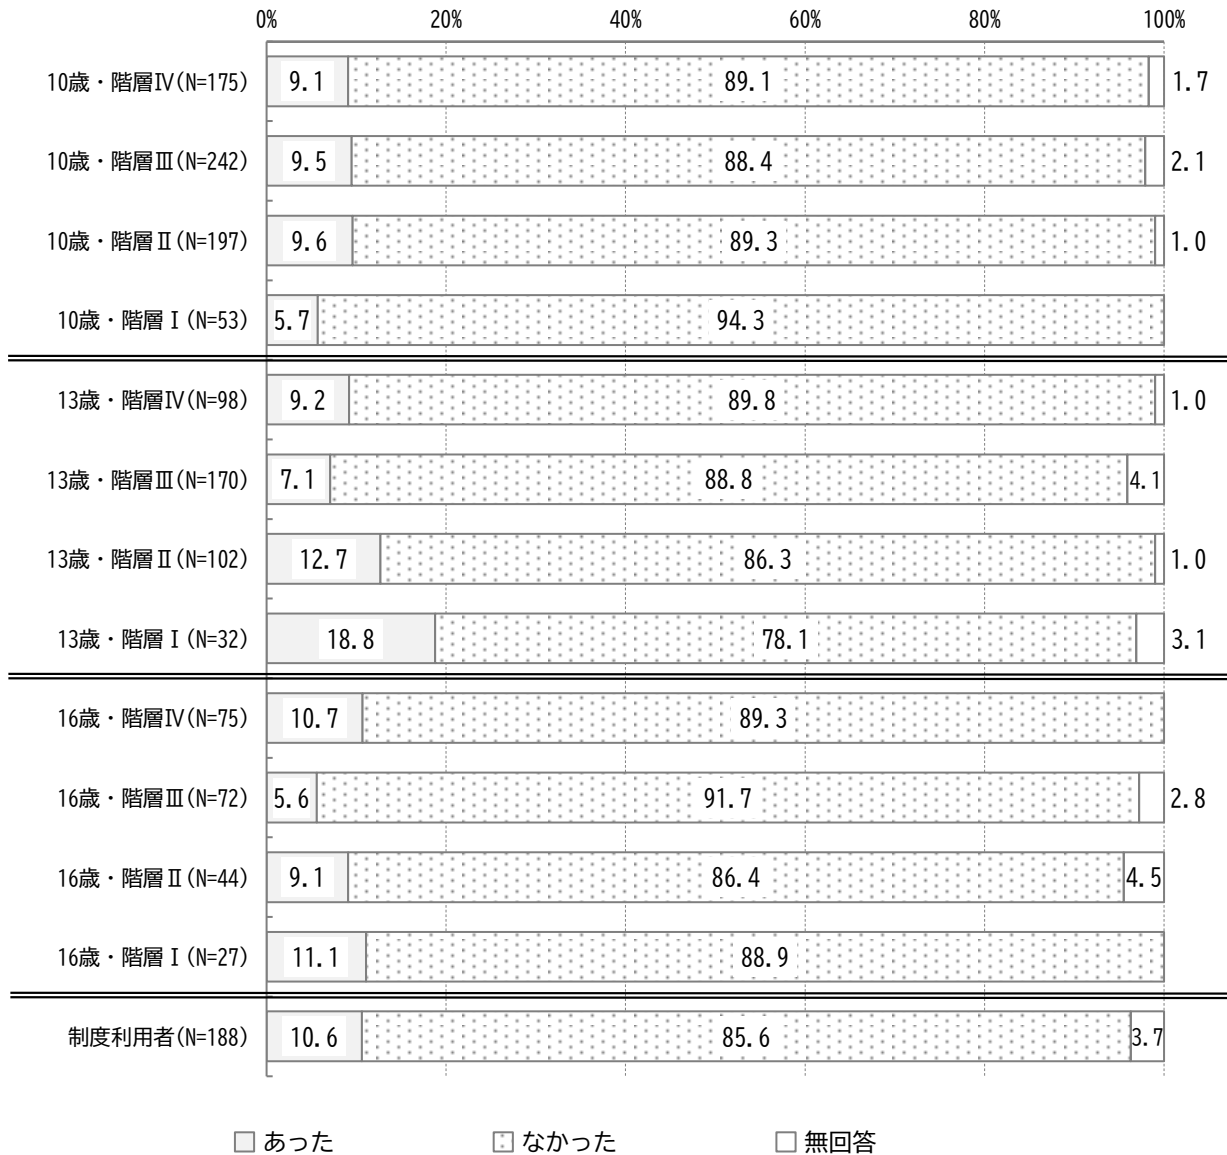 0% 20% 40% 60% 80% 100%
10歳・階層Ⅳ(N=175) 9.1 89.1 1.7
10歳・階層Ⅲ(N=242) 9.5 88.4 2.1
10歳・階層Ⅱ(N=197) 9.6 89.3 1.0
10歳・階層Ⅰ(N=53) 5.7 94.3
13歳・階層Ⅳ(N=98) 9.2 89.8 1.0
13歳・階層Ⅲ(N=170) 7.1 88.8 4.1
13歳・階層Ⅱ(N=102) 12.7 86.3 1.0
13歳・階層Ⅰ(N=32) 18.8 78.1 3.1
16歳・階層Ⅳ(N=75) 10.7 89.3
16歳・階層Ⅲ(N=72) 5.6 91.7 2.8
16歳・階層Ⅱ(N=44) 9.1 86.4 4.5
16歳・階層Ⅰ(N=27) 11.1 88.9
制度利用者(N=188) 10.6 85.6 3.7
あった なかった 無回答